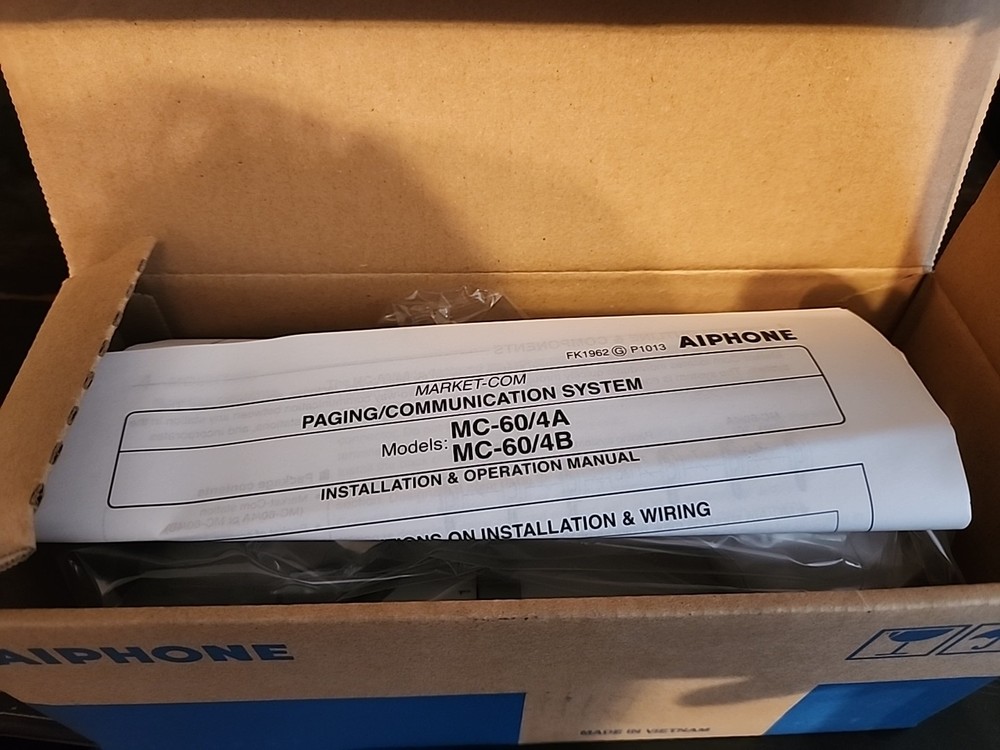 FK1962 G P1013 AIPHONE
MARKET-COM
PAGING/COMMUNICATION SYSTEM
Models: MC-60/4A
MC-60/4B
INSTALLATION & OPERATION MANUAL
ONS ON INSTALLATION & WIRING
AIPHONE
MADE IN VIETNAM